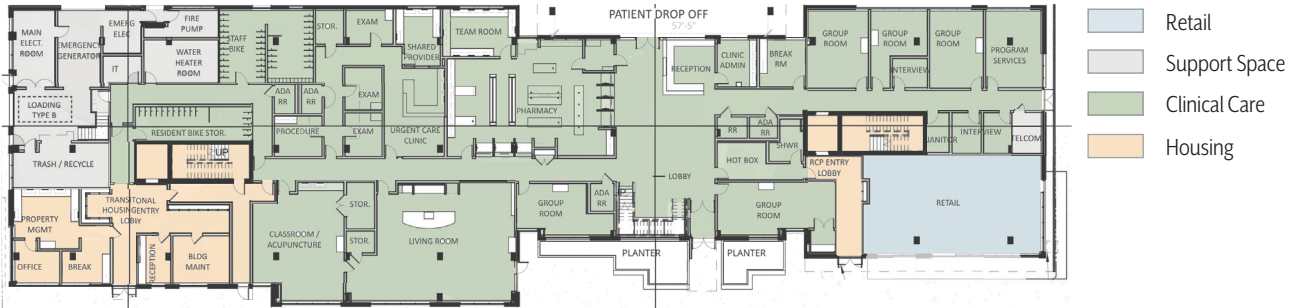 MAIN
ELECT.
ROOM
EMERGENCY
GENERATOR
EMERG
ELEC
IT
FIRE
PUMP
WATER
HEATER
ROOM
STAFF
BIKE
STOR.
EXAM
SHARED
PROVIDER
TEAM ROOM
PATIENT DROP OFF
57'-5"
RECEPTION
CLINIC
ADMIN
BREAK
RM
GROUP
ROOM
GROUP
ROOM
INTERVIEW
GROUP
ROOM
PROGRAM
SERVICES
LOADING
TYPE B
ADA
RR
ADA
RR
EXAM
PHARMACY
RESIDENT BIKE STOR.
PROCEDURE
EXAM
URGENT CARE
CLINIC
RR
ADA
RR
SHWR
HOT BOX
JANITOR
INTERVIEW
TELCOM
TRASH / RECYCLE
UP
LOBBY
RCP ENTRY
LOBBY
PROPERTY
MGMT
TRANSITIONAL
HOUSING ENTRY
LOBBY
OFFICE
BREAK
RECEPTION
BLDG
MAINT
CLASSROOM /
ACUPUNCTURE
STOR.
STOR.
LIVING ROOM
GROUP
ROOM
ADA
RR
GROUP
ROOM
RETAIL
PLANTER
PLANTER
Retail
Support Space
Clinical Care
Housing